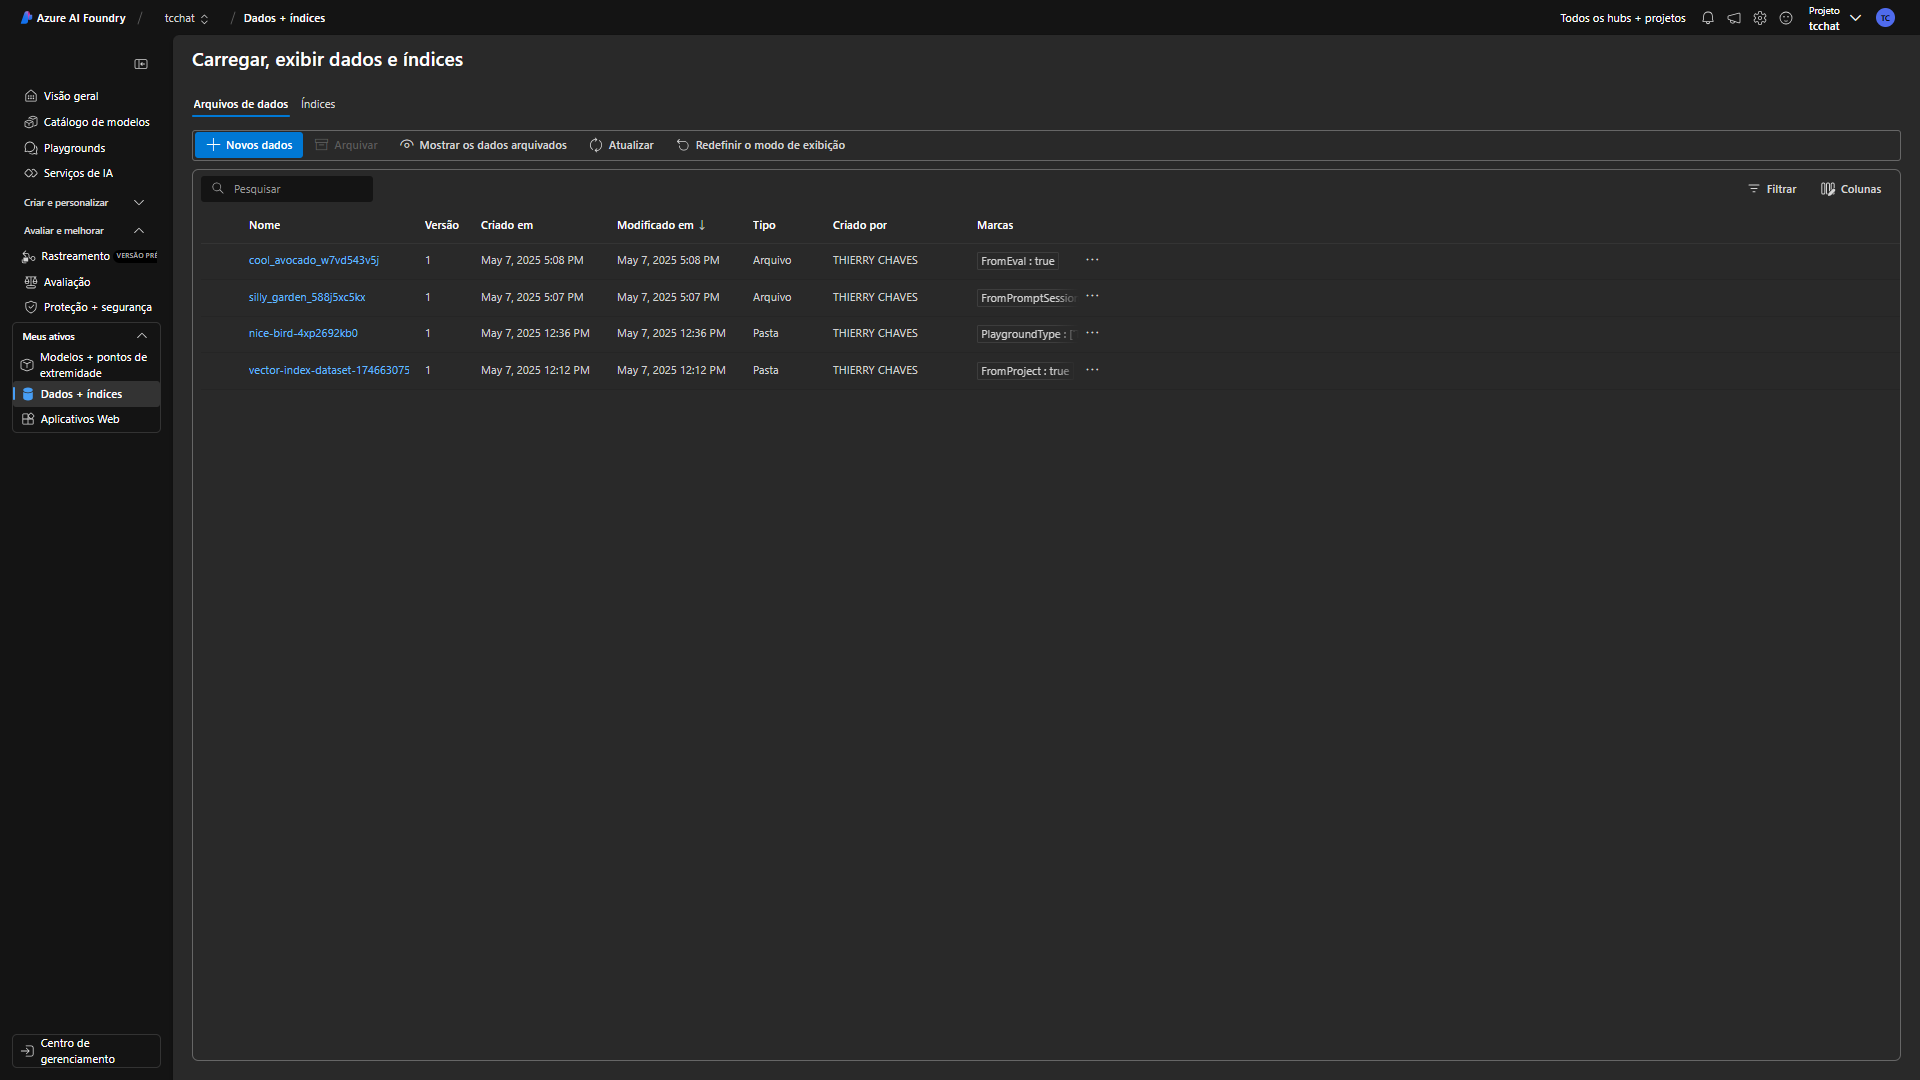 Azure AI Foundry / tcchat / Dados + índices
Todos os hubs + projetos
Projeto
tcchat
TC
Visão geral
Catálogo de modelos
Playgrounds
Serviços de IA
Criar e personalizar
Avaliar e melhorar
Rastreamento VERSÃO PRÉ
Avaliação
Proteção + segurança
Meus ativos
Modelos + pontos de
extremidade
Dados + índices
Aplicativos Web
Centro de
gerenciamento
Carregar, exibir dados e índices
Arquivos de dados Índices
Novos dados Arquivar Mostrar os dados arquivados Atualizar Redefinir o modo de exibição
Pesquisar Filtrar Colunas
Nome Versão Criado em Modificado em ↓ Tipo Criado por Marcas
cool_avocado_w7vd543v5j 1 May 7, 2025 5:08 PM May 7, 2025 5:08 PM Arquivo THIERRY CHAVES FromEval : true ...
silly_garden_588j5xc5kx 1 May 7, 2025 5:07 PM May 7, 2025 5:07 PM Arquivo THIERRY CHAVES FromPromptSession ...
nice-bird-4xp2692kb0 1 May 7, 2025 12:36 PM May 7, 2025 12:36 PM Pasta THIERRY CHAVES PlaygroundType : [ ...
vector-index-dataset-174663075 1 May 7, 2025 12:12 PM May 7, 2025 12:12 PM Pasta THIERRY CHAVES FromProject : true ...